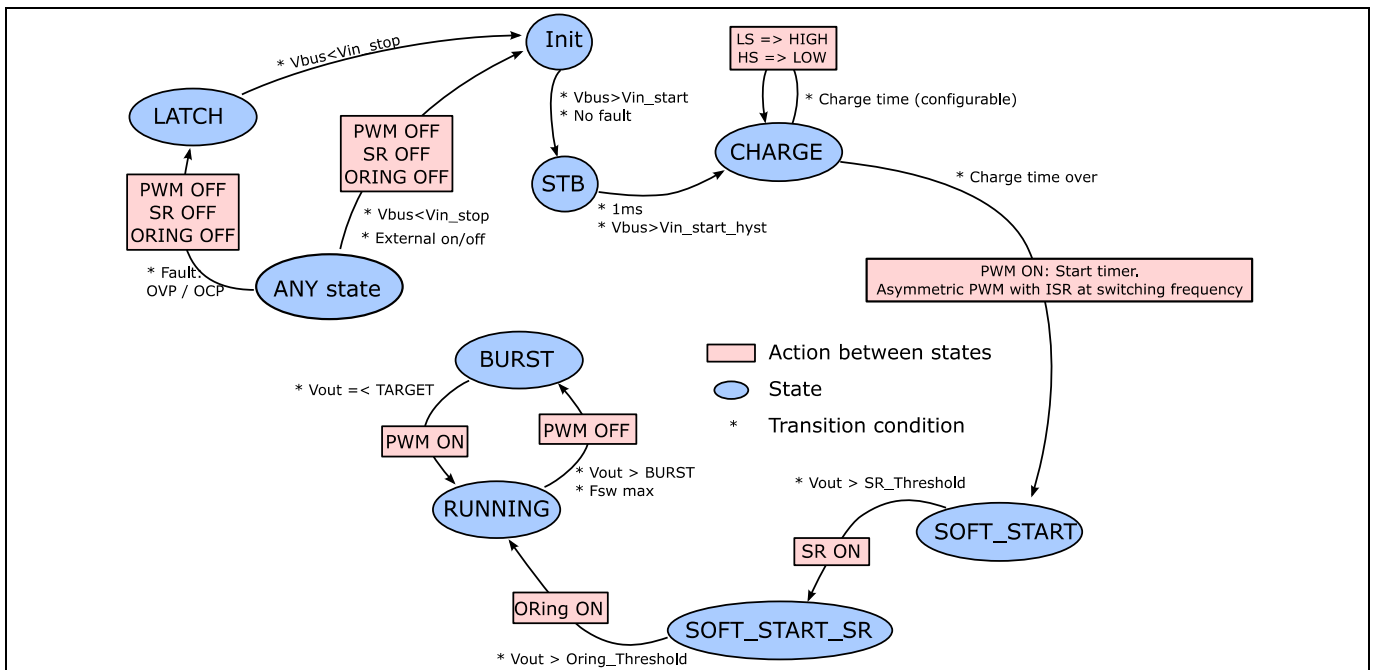 Init
LS => HIGH
HS => LOW
* Vbus<Vin_stop
* Vbus>Vin_start
* No fault
* Charge time (configurable)
LATCH
PWM OFF
SR OFF
ORING OFF
CHARGE
STB
* Charge time over
PWM OFF
SR OFF
ORING OFF
* 1ms
* Vbus>Vin_start_hyst
* Vbus<Vin_stop
* External on/off
* Fault:
OVP / OCP
ANY state
PWM ON: Start timer.
Asymmetric PWM with ISR at switching frequency
BURST
Action between states
* Vout =< TARGET
State
PWM ON
PWM OFF
* Transition condition
* Vout > BURST
* Fsw max
* Vout > SR_Threshold
RUNNING
SOFT_START
SR ON
ORing ON
SOFT_START_SR
* Vout > Oring_Threshold